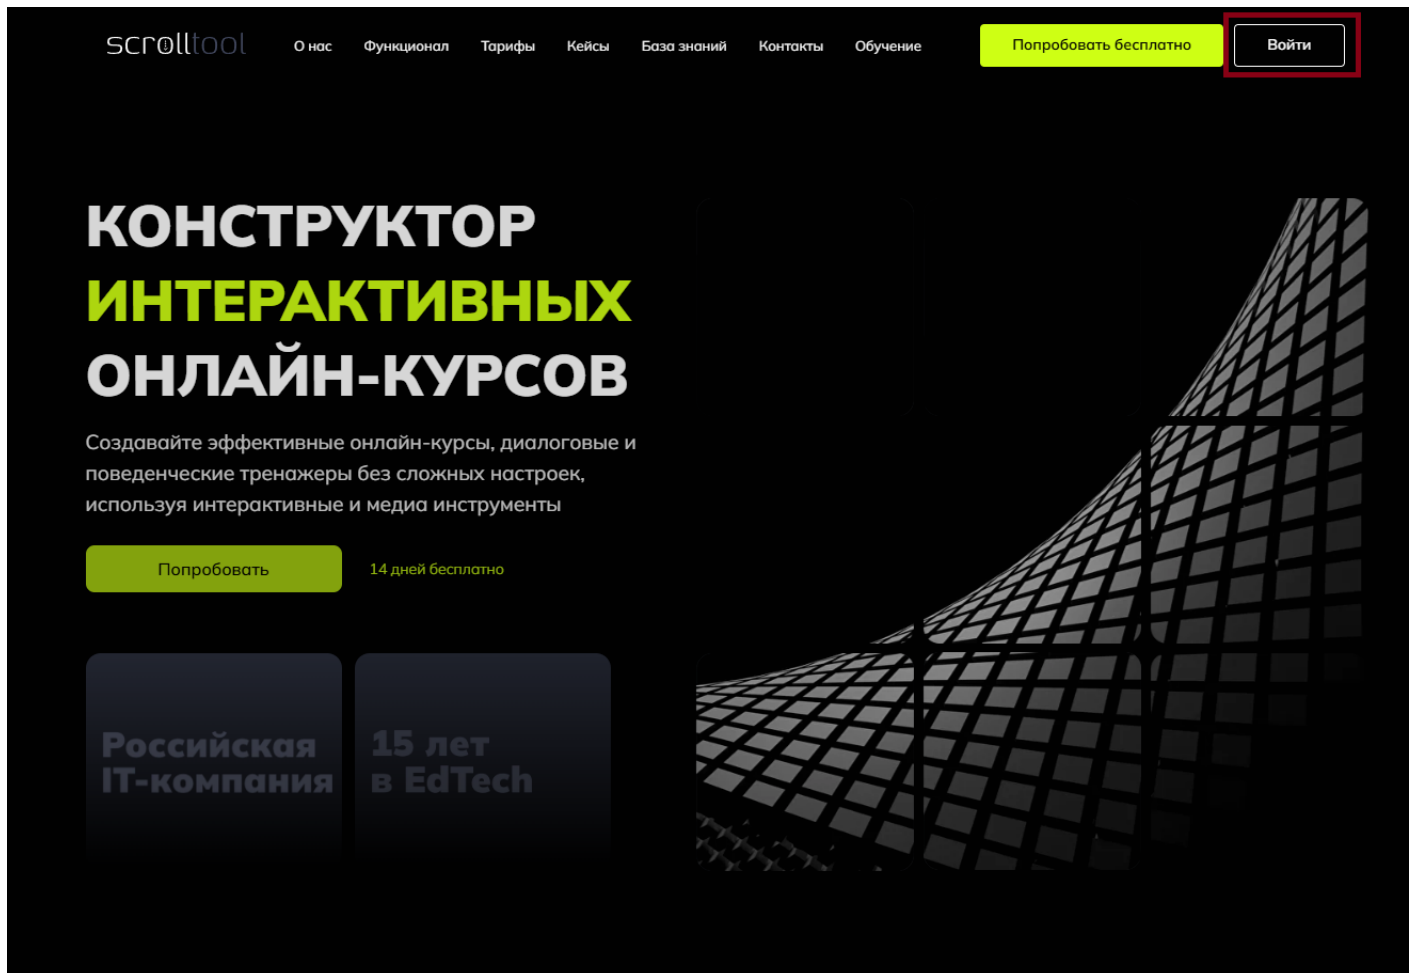 scrolltool
О нас
Функционал
Тарифы
Кейсы
База знаний
Контакты
Обучение
Попробовать бесплатно
Войти
КОНСТРУКТОР
ИНТЕРАКТИВНЫХ
ОНЛАЙН-КУРСОВ
Создавайте эффективные онлайн-курсы, диалоговые и
поведенческие тренажеры без сложных настроек,
используя интерактивные и медиа инструменты
Попробовать
14 дней бесплатно
Российская
IT-компания
15 лет
в EdTech